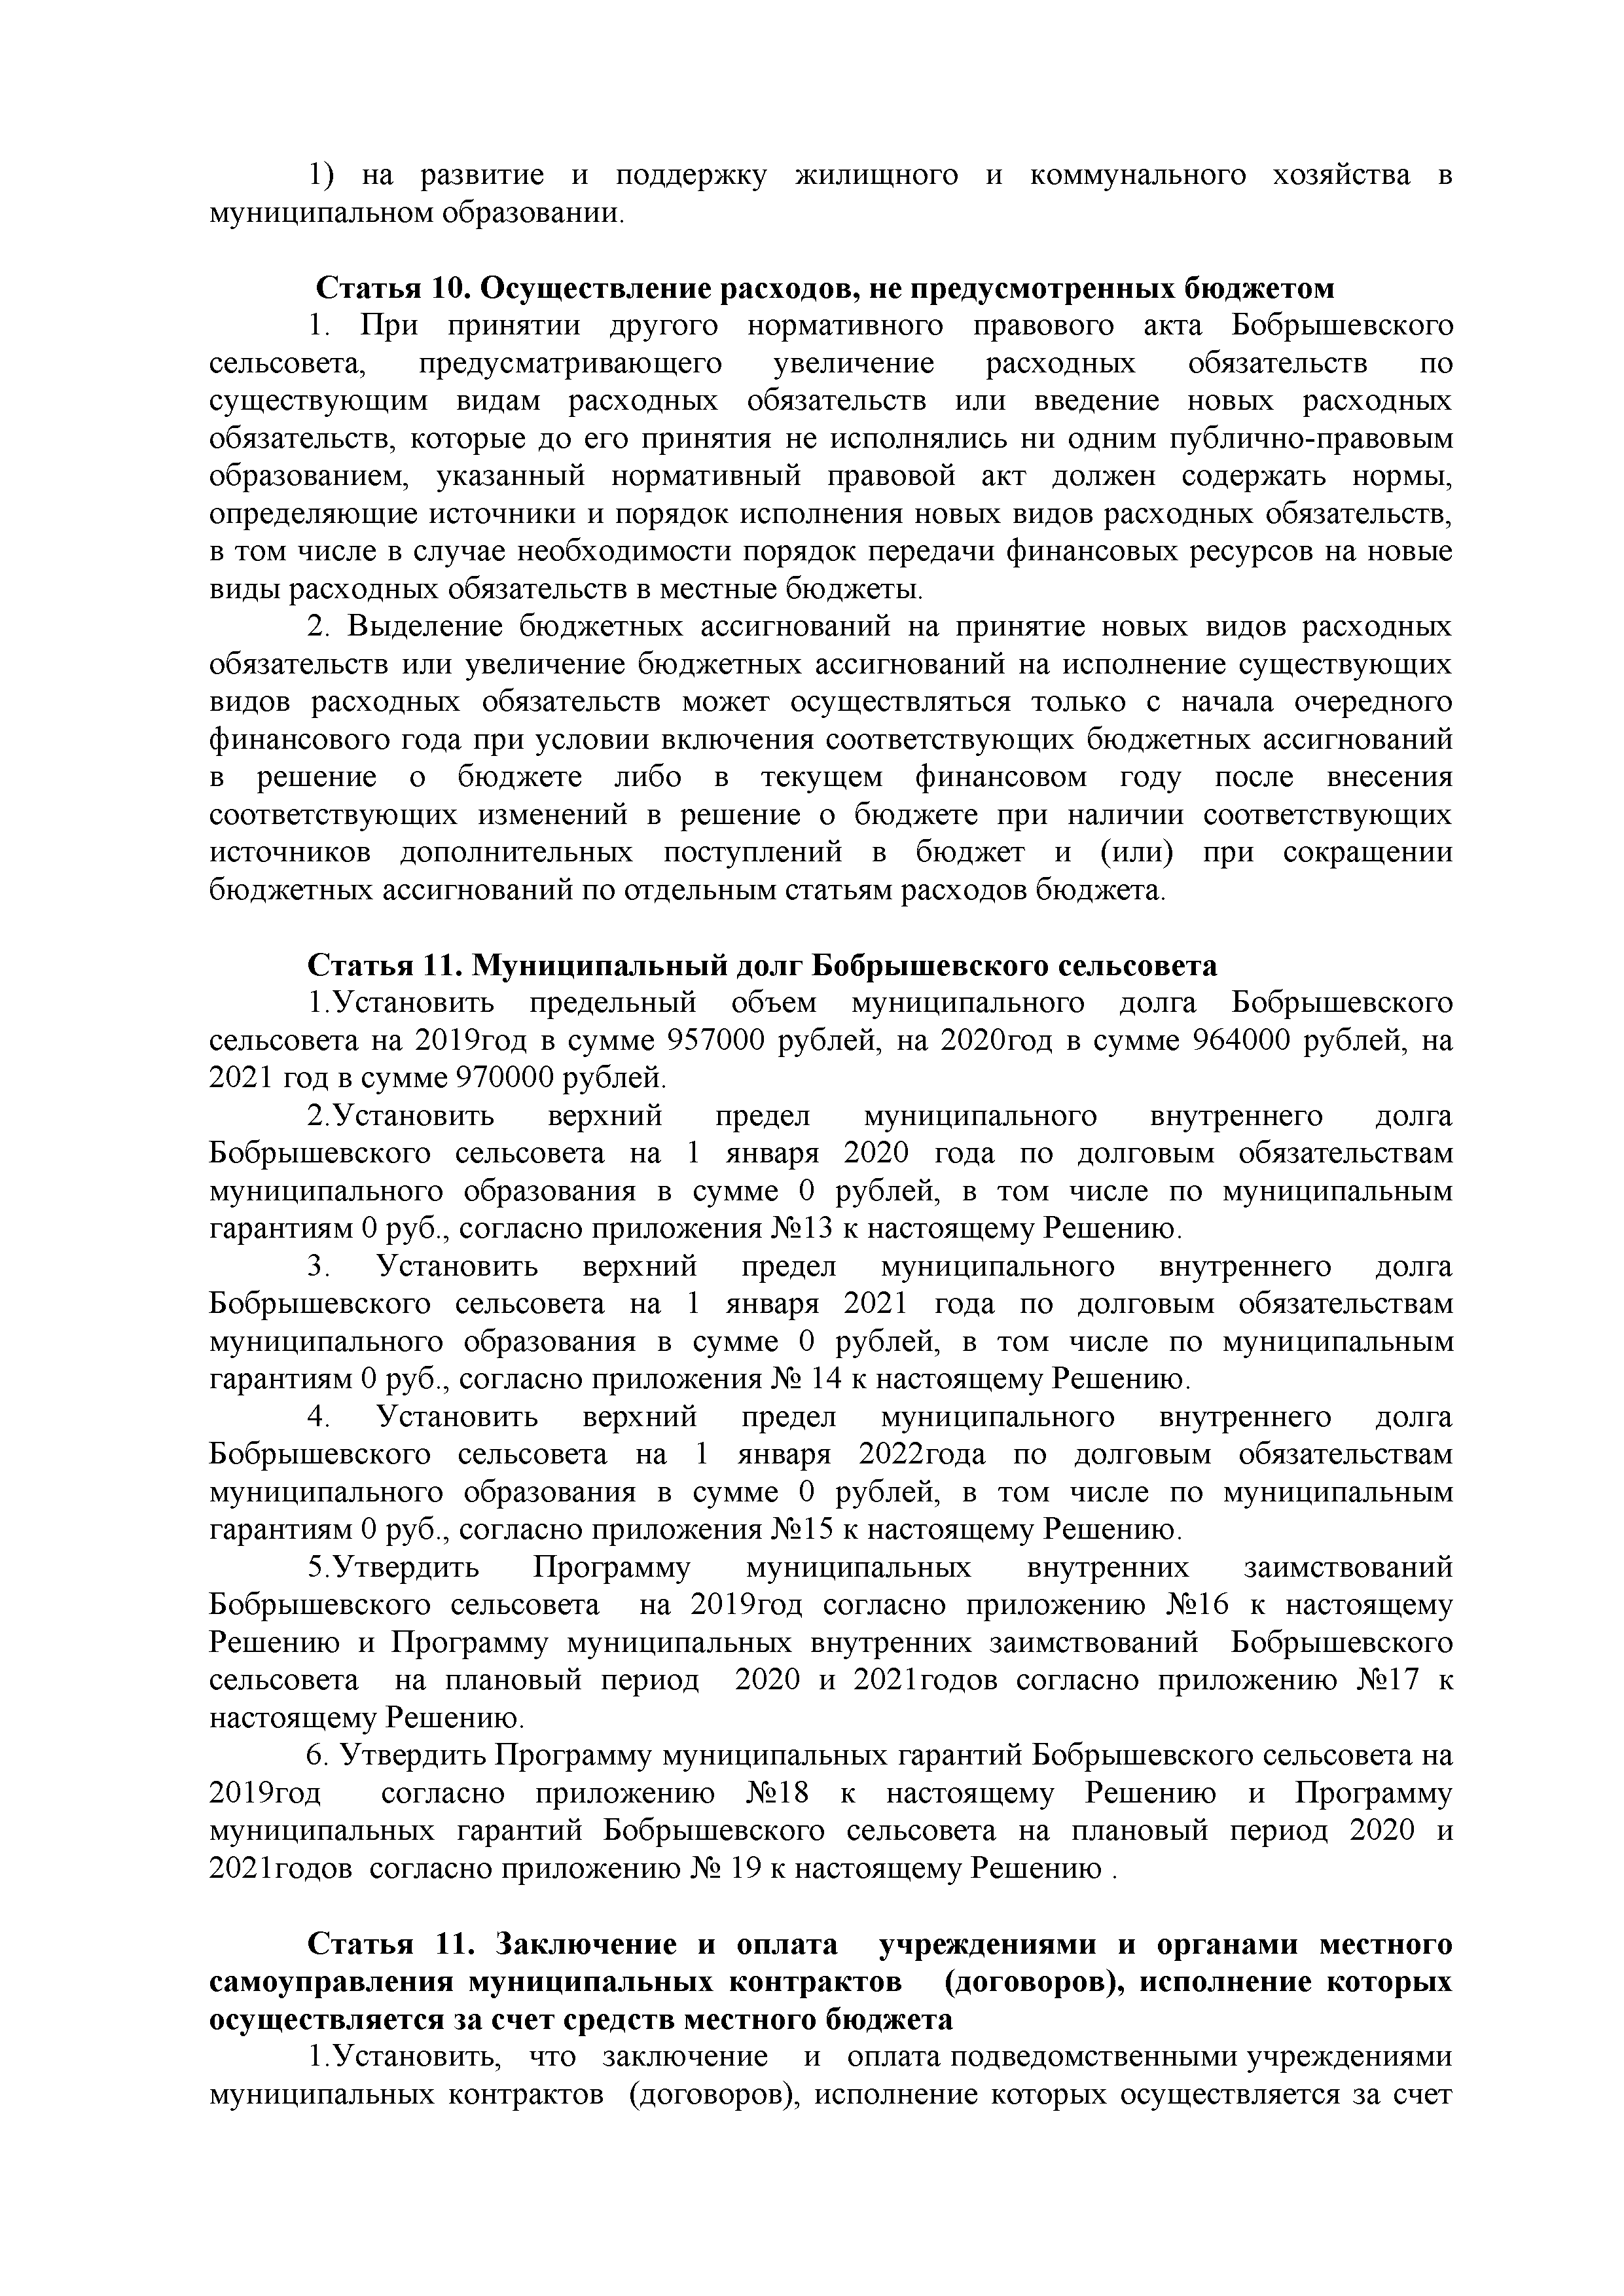 1) на развитие и поддержку жилищного и коммунального хозяйства в
муниципальном образовании.
Статья 10. Осуществление расходов, не предусмотренных бюджетом
1. При принятии другого нормативного правового акта Бобрышевского
сельсовета, предусматривающего увеличение расходных обязательств по
существующим видам расходных обязательств или введение новых расходных
обязательств, которые до его принятия не исполнялись ни одним публично-правовым
образованием, указанный нормативный правовой акт должен содержать нормы,
определяющие источники и порядок исполнения новых видов расходных обязательств,
в том числе в случае необходимости порядок передачи финансовых ресурсов на новые
виды расходных обязательств в местные бюджеты.
2. Выделение бюджетных ассигнований на принятие новых видов расходных
обязательств или увеличение бюджетных ассигнований на исполнение существующих
видов расходных обязательств может осуществляться только с начала очередного
финансового года при условии включения соответствующих бюджетных ассигнований
в решение о бюджете либо в текущем финансовом году после внесения
соответствующих изменений в решение о бюджете при наличии соответствующих
источников дополнительных поступлений в бюджет и (или) при сокращении
бюджетных ассигнований по отдельным статьям расходов бюджета.
Статья 11. Муниципальный долг Бобрышевского сельсовета
1.Установить предельный объем муниципального долга Бобрышевского
сельсовета на 2019год в сумме 957000 рублей, на 2020год в сумме 964000 рублей, на
2021 год в сумме 970000 рублей.
2.Установить верхний предел муниципального внутреннего долга
Бобрышевского сельсовета на 1 января 2020 года по долговым обязательствам
муниципального образования в сумме 0 рублей, в том числе по муниципальным
гарантиям 0 руб., согласно приложения №13 к настоящему Решению.
3. Установить верхний предел муниципального внутреннего долга
Бобрышевского сельсовета на 1 января 2021 года по долговым обязательствам
муниципального образования в сумме 0 рублей, в том числе по муниципальным
гарантиям 0 руб., согласно приложения № 14 к настоящему Решению.
4. Установить верхний предел муниципального внутреннего долга
Бобрышевского сельсовета на 1 января 2022года по долговым обязательствам
муниципального образования в сумме 0 рублей, в том числе по муниципальным
гарантиям 0 руб., согласно приложения №15 к настоящему Решению.
5.Утвердить Программу муниципальных внутренних заимствований
Бобрышевского сельсовета на 2019год согласно приложению №16 к настоящему
Решению и Программу муниципальных внутренних заимствований Бобрышевского
сельсовета на плановый период 2020 и 2021годов согласно приложению №17 к
настоящему Решению.
6. Утвердить Программу муниципальных гарантий Бобрышевского сельсовета на
2019год согласно приложению №18 к настоящему Решению и Программу
муниципальных гарантий Бобрышевского сельсовета на плановый период 2020 и
2021годов согласно приложению № 19 к настоящему Решению .
Статья 11. Заключение и оплата учреждениями и органами местного
самоуправления муниципальных контрактов (договоров), исполнение которых
осуществляется за счет средств местного бюджета
1.Установить, что заключение и оплата подведомственными учреждениями
муниципальных контрактов (договоров), исполнение которых осуществляется за счет